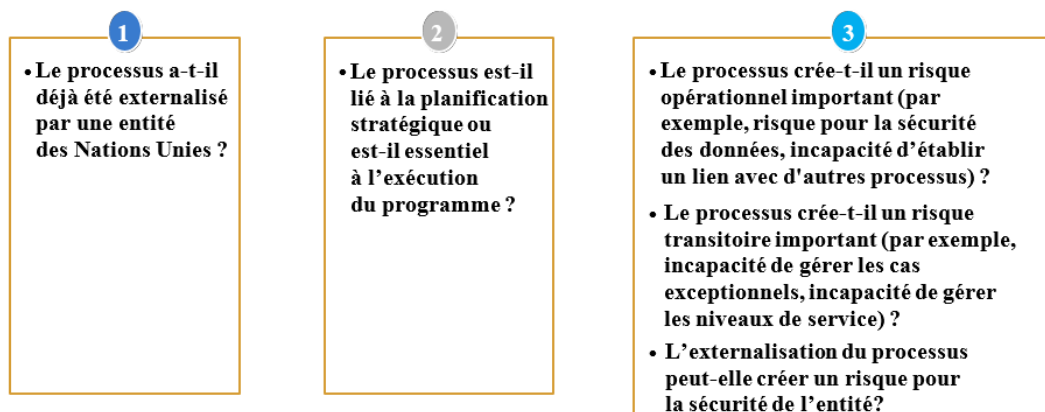 1
• Le processus a-t-il
déjà été externalisé
par une entité
des Nations Unies ?
2
• Le processus est-il
lié à la planification
stratégique ou
est-il essentiel
à l’exécution
du programme ?
3
• Le processus crée-t-il un risque
opérationnel important (par
exemple, risque pour la sécurité
des données, incapacité d’établir
un lien avec d'autres processus) ?
• Le processus crée-t-il un risque
transitoire important (par exemple,
incapacité de gérer les cas
exceptionnels, incapacité de gérer
les niveaux de service) ?
• L’externalisation du processus
peut-elle créer un risque pour
la sécurité de l’entité?